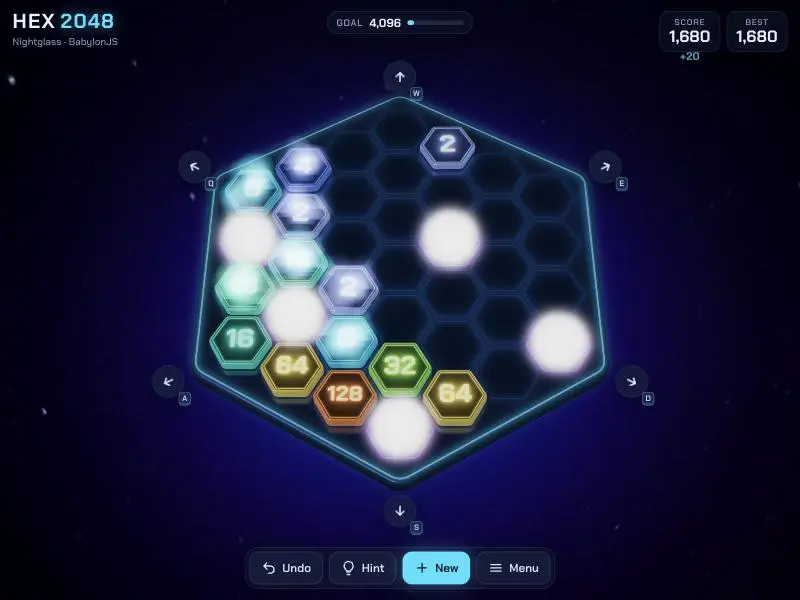 HEX 2048
Nightglass · BabylonJS
GOAL 4,096
SCORE
1,680
+20
BEST
1,680
W
Q
E
2
4
2
2
16
64
32
128
64
A
D
S
Undo
Hint
New
Menu